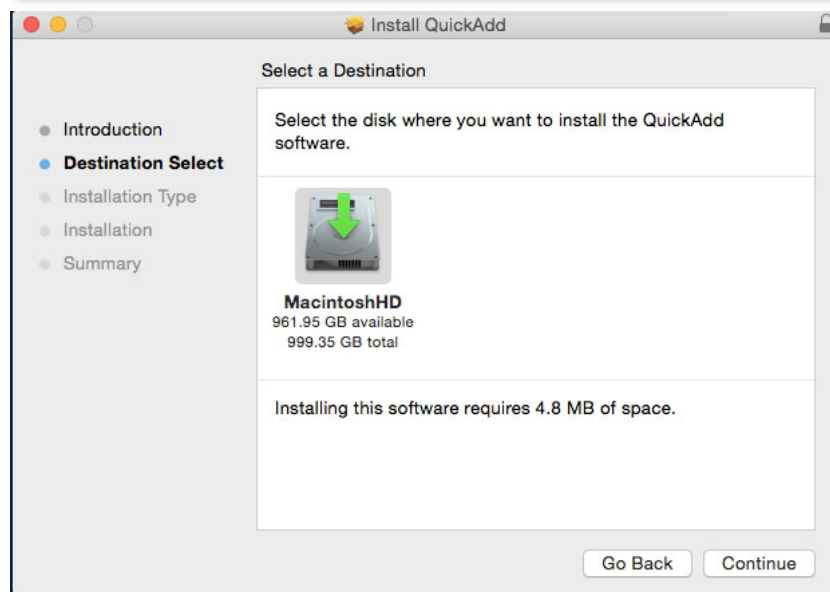 Install QuickAdd
Select a Destination
Introduction
Destination Select
Installation Type
Installation
Summary
Select the disk where you want to install the QuickAdd
software.
MacintoshHD
961.95 GB available
999.35 GB total
Installing this software requires 4.8 MB of space.
Go Back
Continue